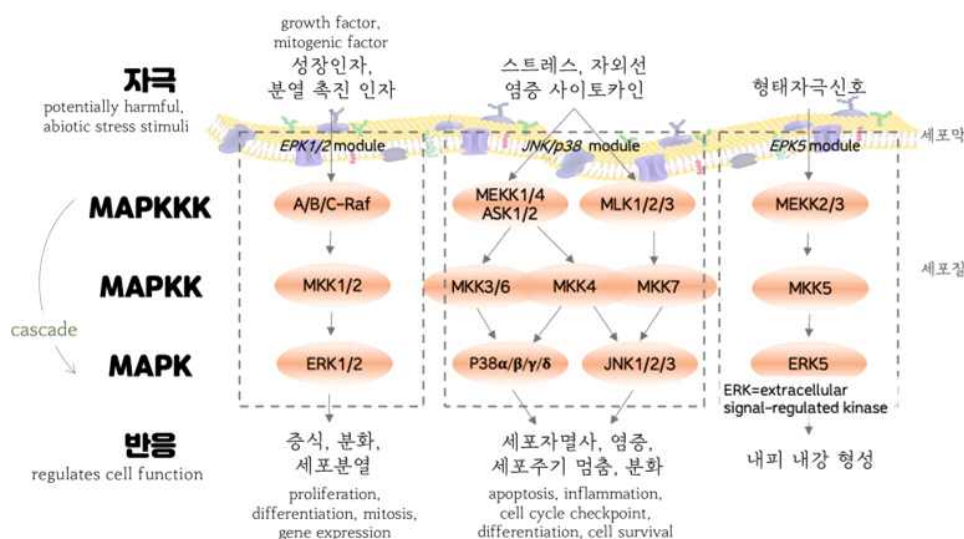 growth factor,
mitogenic factor
성장인자,
분열 촉진 인자
스트레스, 자외선
염증 사이토카인
형태자극신호
자극
potentially harmful,
abiotic stress stimuli
세포막
EPK1/2 module
JNK/p38 module
EPK5 module
MAPKKK
A/B/C-Raf
MEKK1/4
ASK1/2
MLK1/2/3
MEKK2/3
세포질
MAPKK
MKK1/2
MKK3/6
MKK4
MKK7
MKK5
cascade
MAPK
ERK1/2
P38α/β/γ/δ
JNK1/2/3
ERK5
ERK=extracellular
signal-regulated kinase
반응
regulates cell function
증식, 분화,
세포분열
proliferation,
differentiation, mitosis,
gene expression
세포자멸사, 염증,
세포주기 멈춤, 분화
apoptosis, inflammation,
cell cycle checkpoint,
differentiation, cell survival
내피 내강 형성